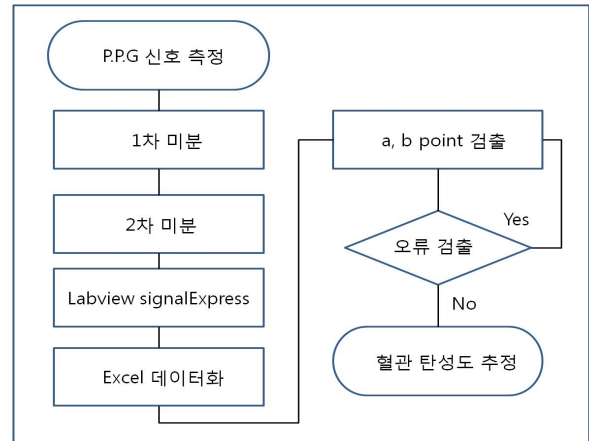 P.P.G 신호 측정
1차 미분
2차 미분
Labview signalExpress
Excel 데이터화
a, b point 검출
Yes
오류 검출
No
혈관 탄성도 추정